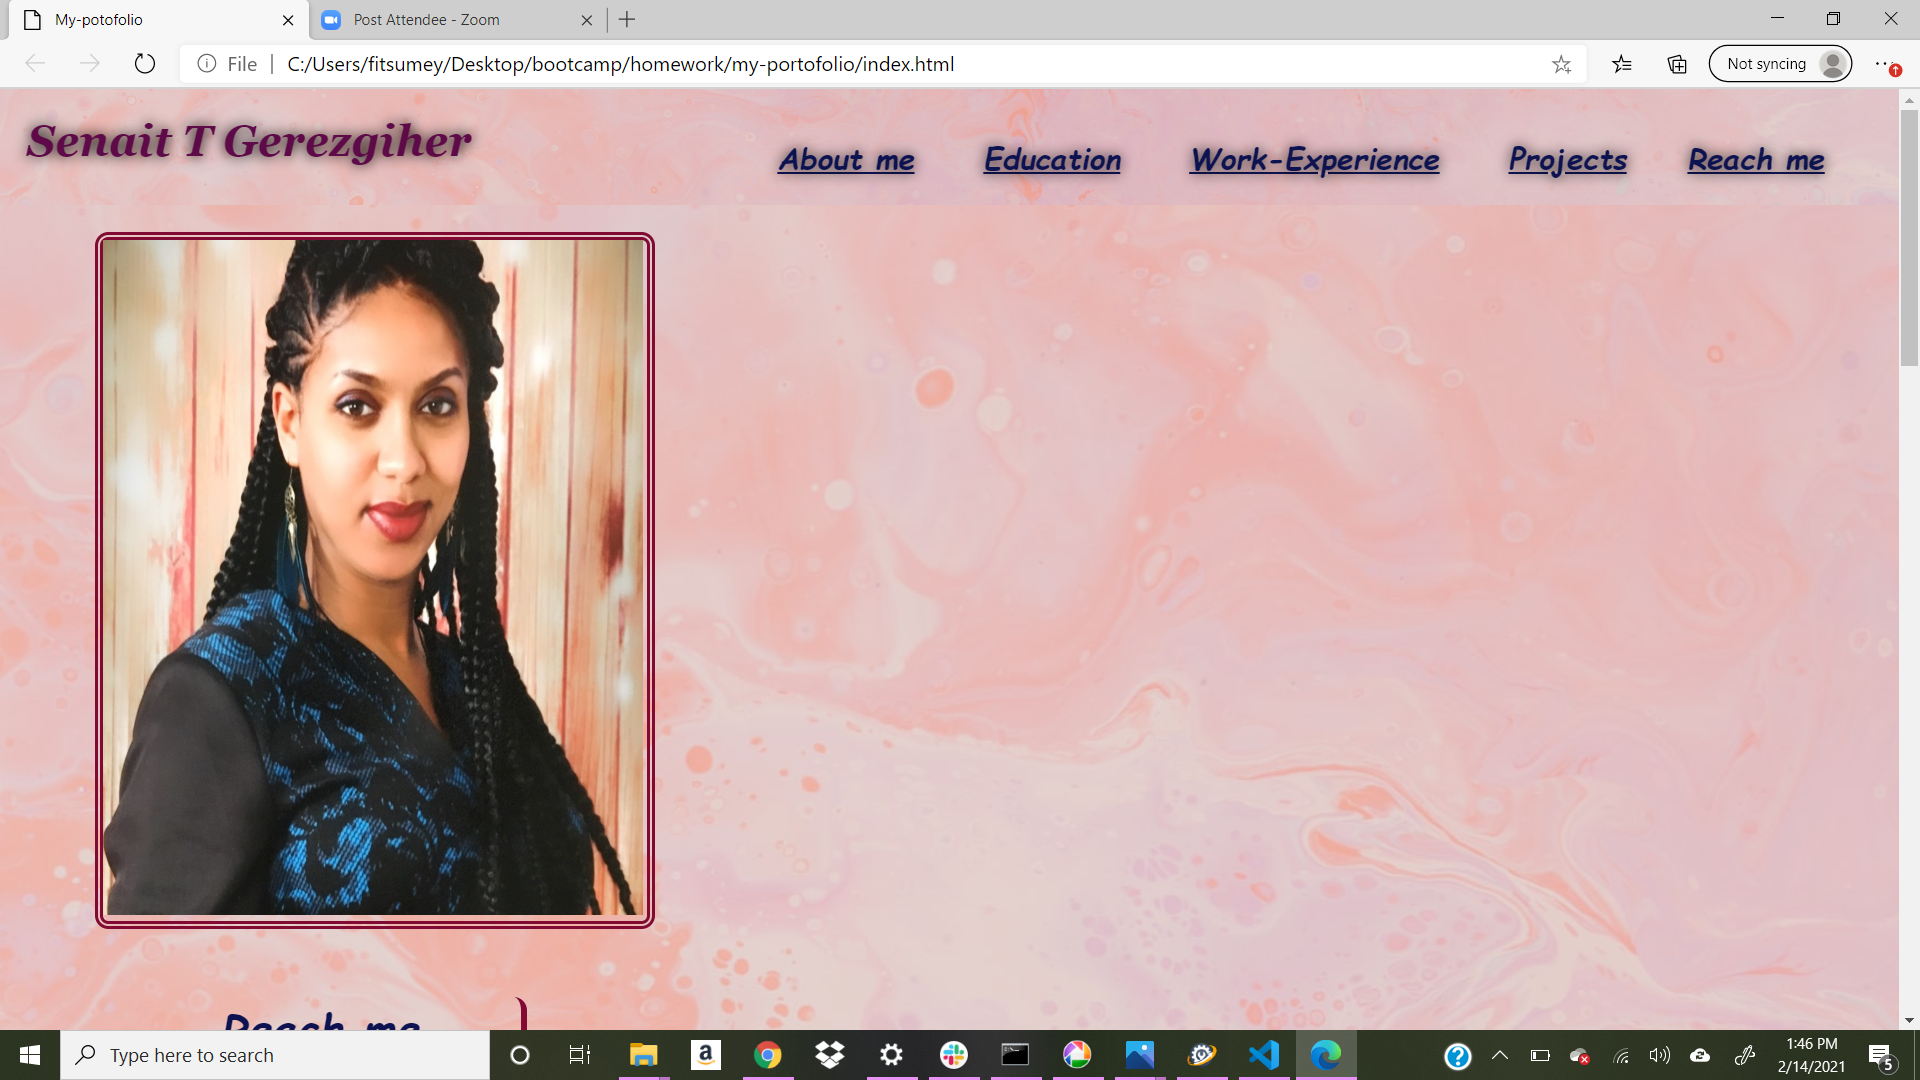 My-potofolio
Post Attendee - Zoom
File
C:/Users/fitsumey/Desktop/bootcamp/homework/my-portofolio/index.html
Not syncing
Senait T Gerezgiher
About me
Education
Work-Experience
Projects
Reach me
Reach me
Type here to search
a
1:46 PM
2/14/2021
5